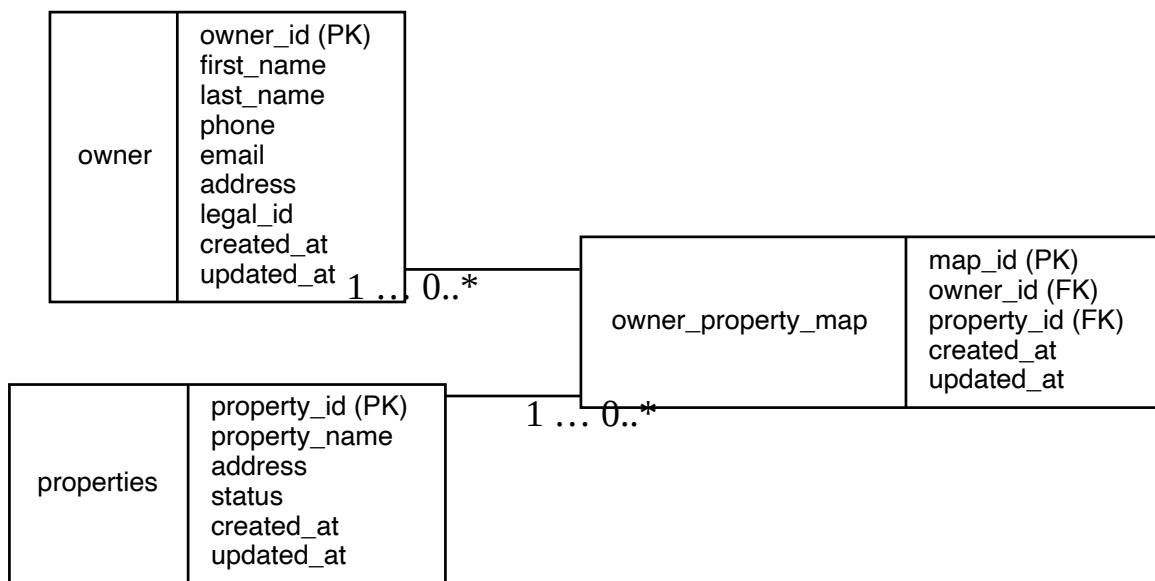 owner
owner_id (PK)
first_name
last_name
phone
email
address
legal_id
created_at
updated_at
1 … 0..*
owner_property_map
map_id (PK)
owner_id (FK)
property_id (FK)
created_at
updated_at
1 … 0..*
properties
property_id (PK)
property_name
address
status
created_at
updated_at